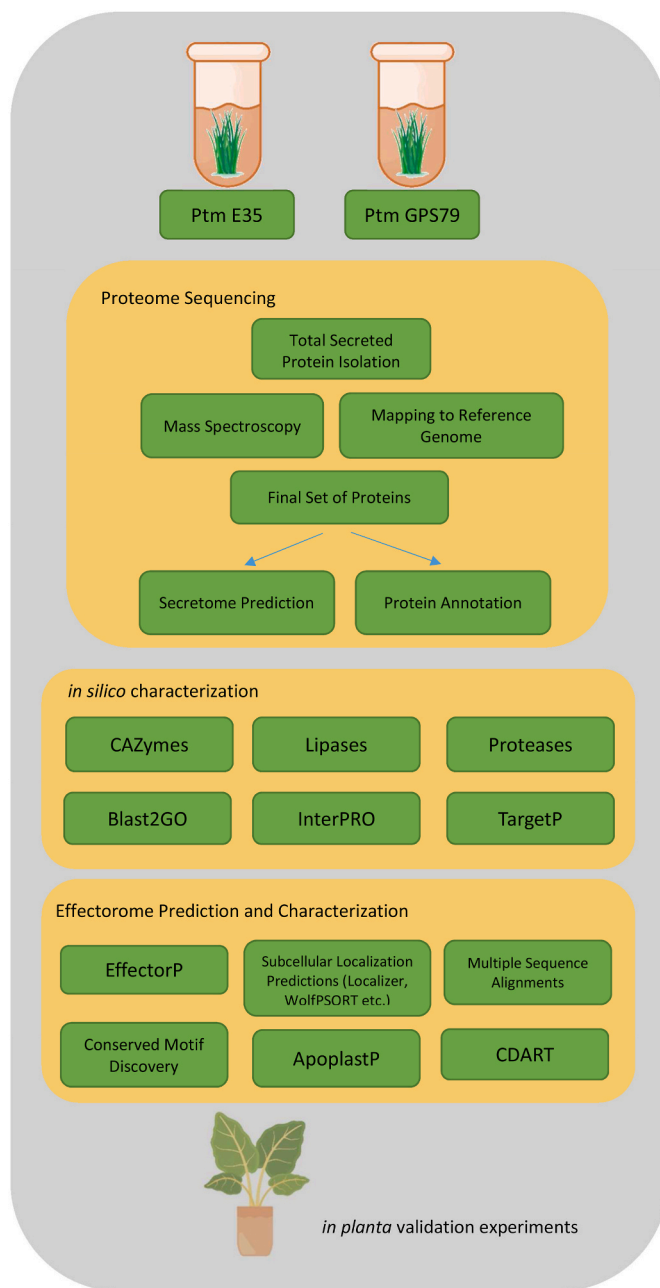 Ptm E35
Ptm GPS79
Proteome Sequencing
Total Secreted
Protein Isolation
Mass Spectroscopy
Mapping to Reference
Genome
Final Set of Proteins
Secretome Prediction
Protein Annotation
in silico characterization
CAZymes
Lipases
Proteases
Blast2GO
InterPRO
TargetP
Effectorome Prediction and Characterization
EffectorP
Subcellular Localization
Predictions (Localizer,
WolfPSORT etc.)
Multiple Sequence
Alignments
Conserved Motif
Discovery
ApoplastP
CDART
in planta validation experiments